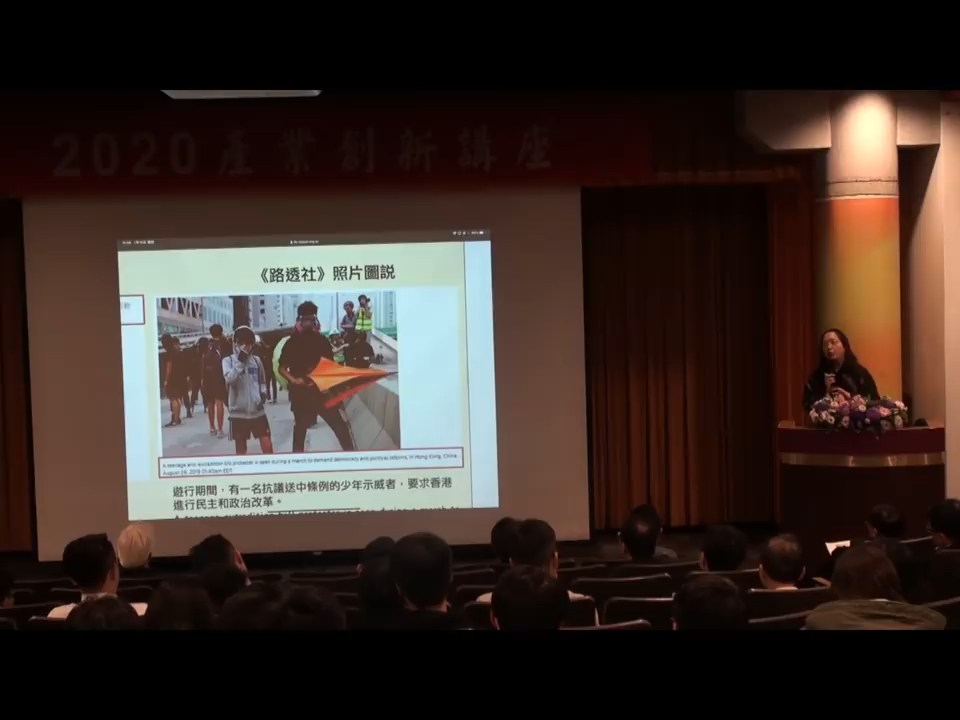 2020產業創新講座
《路透社》照片圖說
A teenage anti-extradition bill protester is seen during a march to demand democracy and political reforms, in Hong Kong, China
August 28, 2019
遊行期間，有一名抗議送中條例的少年示威者，要求香港
進行民主和政治改革。